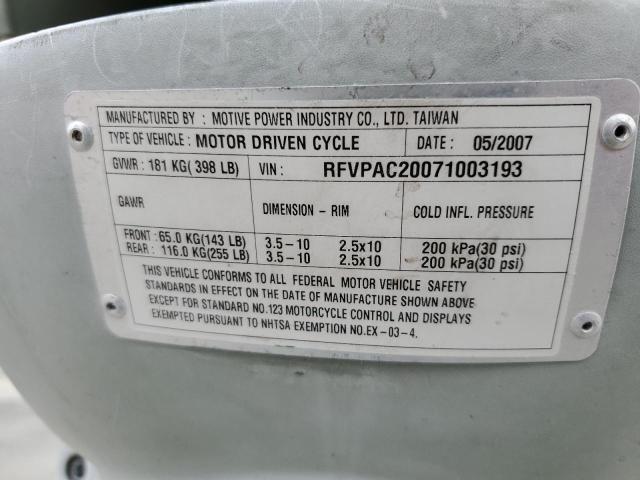 MANUFACTURED BY : MOTIVE POWER INDUSTRY CO., LTD. TAIWAN
TYPE OF VEHICLE : MOTOR DRIVEN CYCLE DATE : 05/2007
GVWR : 181 KG( 398 LB) VIN : RFVPAC20071003193
GAWR DIMENSION - RIM COLD INFL. PRESSURE
FRONT : 65.0 KG(143 LB) 3.5-10 2.5x10 200 kPa(30 psi)
REAR : 116.0 KG(255 LB) 3.5-10 2.5x10 200 kPa(30 psi)
THIS VEHICLE CONFORMS TO ALL FEDERAL MOTOR VEHICLE SAFETY
STANDARDS IN EFFECT ON THE DATE OF MANUFACTURE SHOWN ABOVE
EXCEPT FOR STANDARD NO.123 MOTORCYCLE CONTROL AND DISPLAYS
EXEMPTED PURSUANT TO NHTSA EXEMPTION NO.EX-03-4.